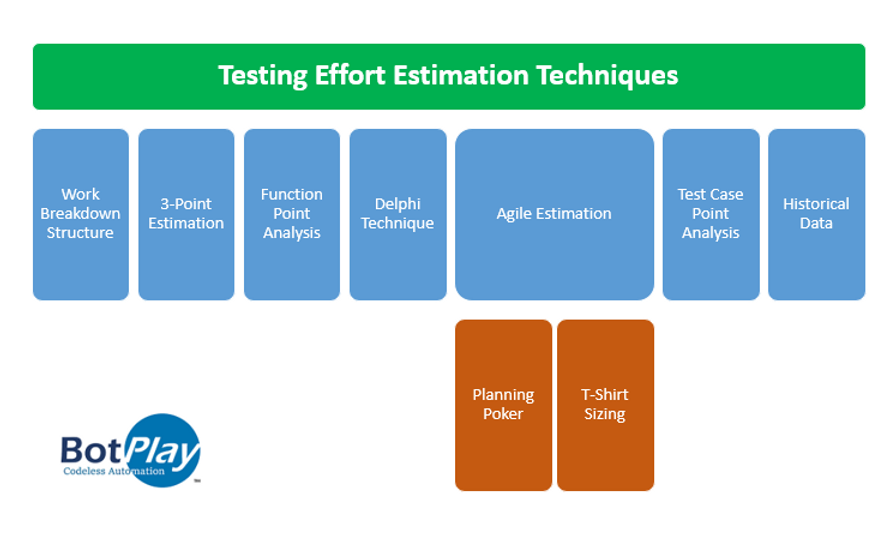 Testing Effort Estimation Techniques
Work
Breakdown
Structure
3-Point
Estimation
Function
Point
Analysis
Delphi
Technique
Agile Estimation
Test Case
Point
Analysis
Historical
Data
Planning
Poker
T-Shirt
Sizing
BotPlay
Codeless Automation
TM